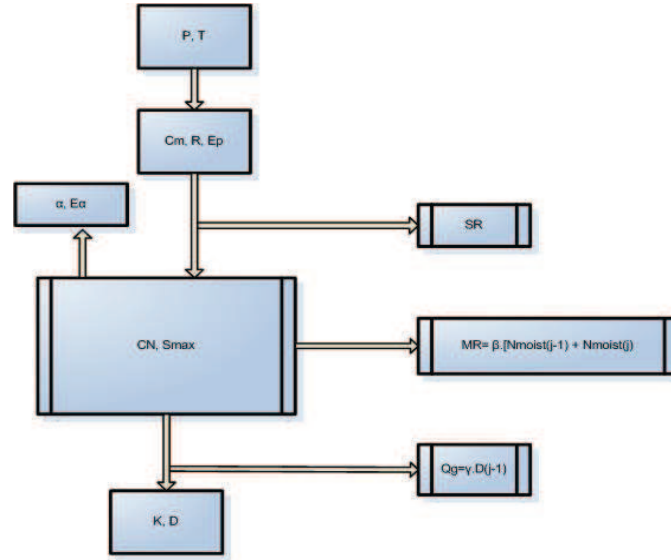 P, T
Cm, R, Ep
α, Eα
SR
CN, Smax
MR= β.[Nmoist(j-1) + Nmoist(j)
Qg=γ.D(j-1)
K, D